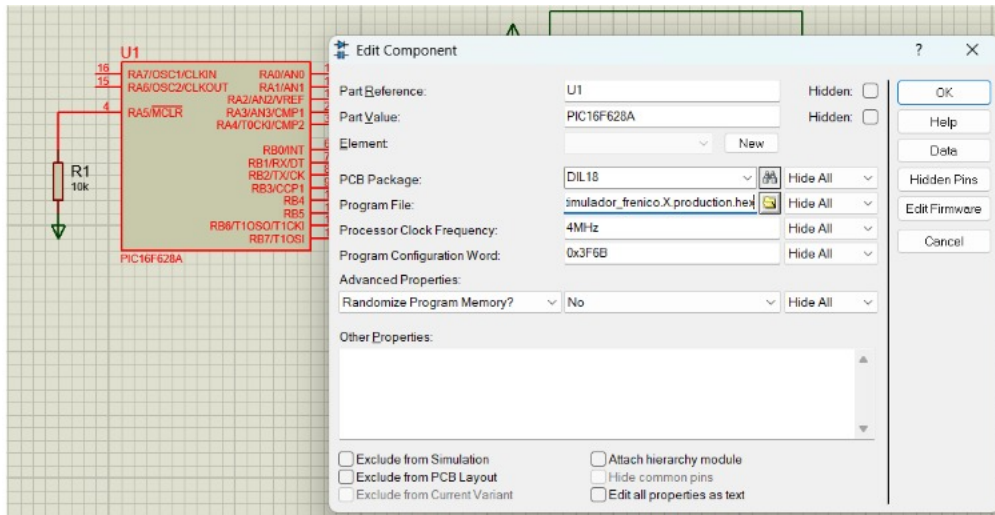 U1
16
15
4
RA7/OSC1/CLKIN
RA6/OSC2/CLKOUT
RA5/MCLR
RA0/AN0
RA1/AN1
RA2/AN2/VREF
RA3/AN3/CMP1
RA4/T0CKI/CMP2
RB0/INT
RB1/RX/DT
RB2/TX/CK
RB3/CCP1
RB4
RB5
RB6/T1OSO/T1CKI
RB7/T1OSI
PIC16F628A
R1
10k
Edit Component
? X
Part Reference: U1 Hidden:
Part Value: PIC16F628A Hidden:
Element: New
PCB Package: DIL18 Hide All
Program File: timulador_frenico.X.production.hex Hide All
Processor Clock Frequency: 4MHz Hide All
Program Configuration Word: 0x3F6B Hide All
Advanced Properties:
Randomize Program Memory? No Hide All
Other Properties:
Exclude from Simulation Attach hierarchy module
Exclude from PCB Layout Hide common pins
Exclude from Current Variant Edit all properties as text
OK
Help
Data
Hidden Pins
Edit Firmware
Cancel